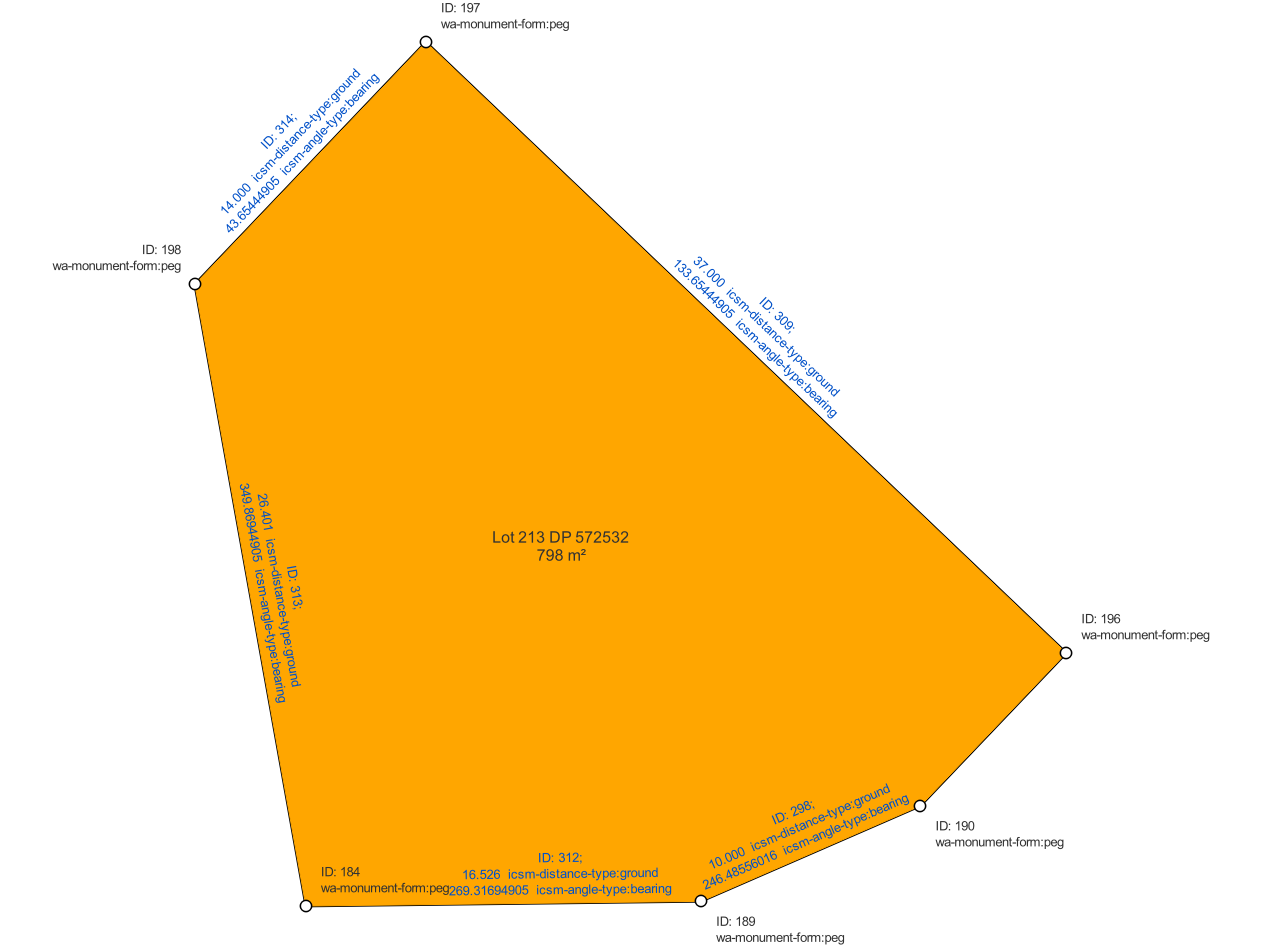 ID: 197
wa-monument-form:peg
ID: 314;
14.000 icsm-distance-type:ground
43.65444905 icsm-angle-type:bearing
ID: 198
wa-monument-form:peg
ID: 309;
37.000 icsm-distance-type:ground
133.65444905 icsm-angle-type:bearing
ID: 313;
26.401 icsm-distance-type:ground
349.86944905 icsm-angle-type:bearing
Lot 213 DP 572532
798 m²
ID: 196
wa-monument-form:peg
ID: 298;
10.000 icsm-distance-type:ground
246.48556016 icsm-angle-type:bearing
ID: 190
wa-monument-form:peg
ID: 312;
16.526 icsm-distance-type:ground
269.31694905 icsm-angle-type:bearing
ID: 184
wa-monument-form:peg
ID: 189
wa-monument-form:peg